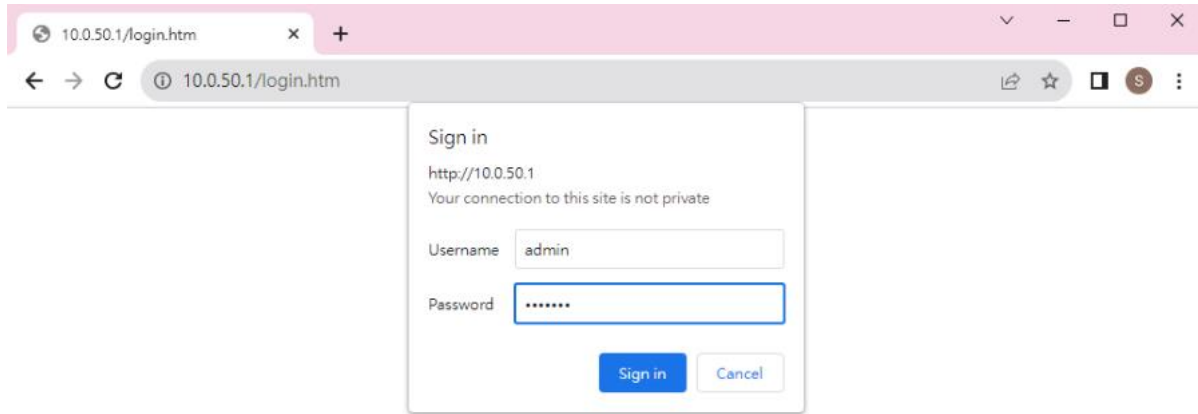 10.0.50.1/login.htm
10.0.50.1/login.htm
S
Sign in
http://10.0.50.1
Your connection to this site is not private
Username admin
Password •••••••
Sign in Cancel